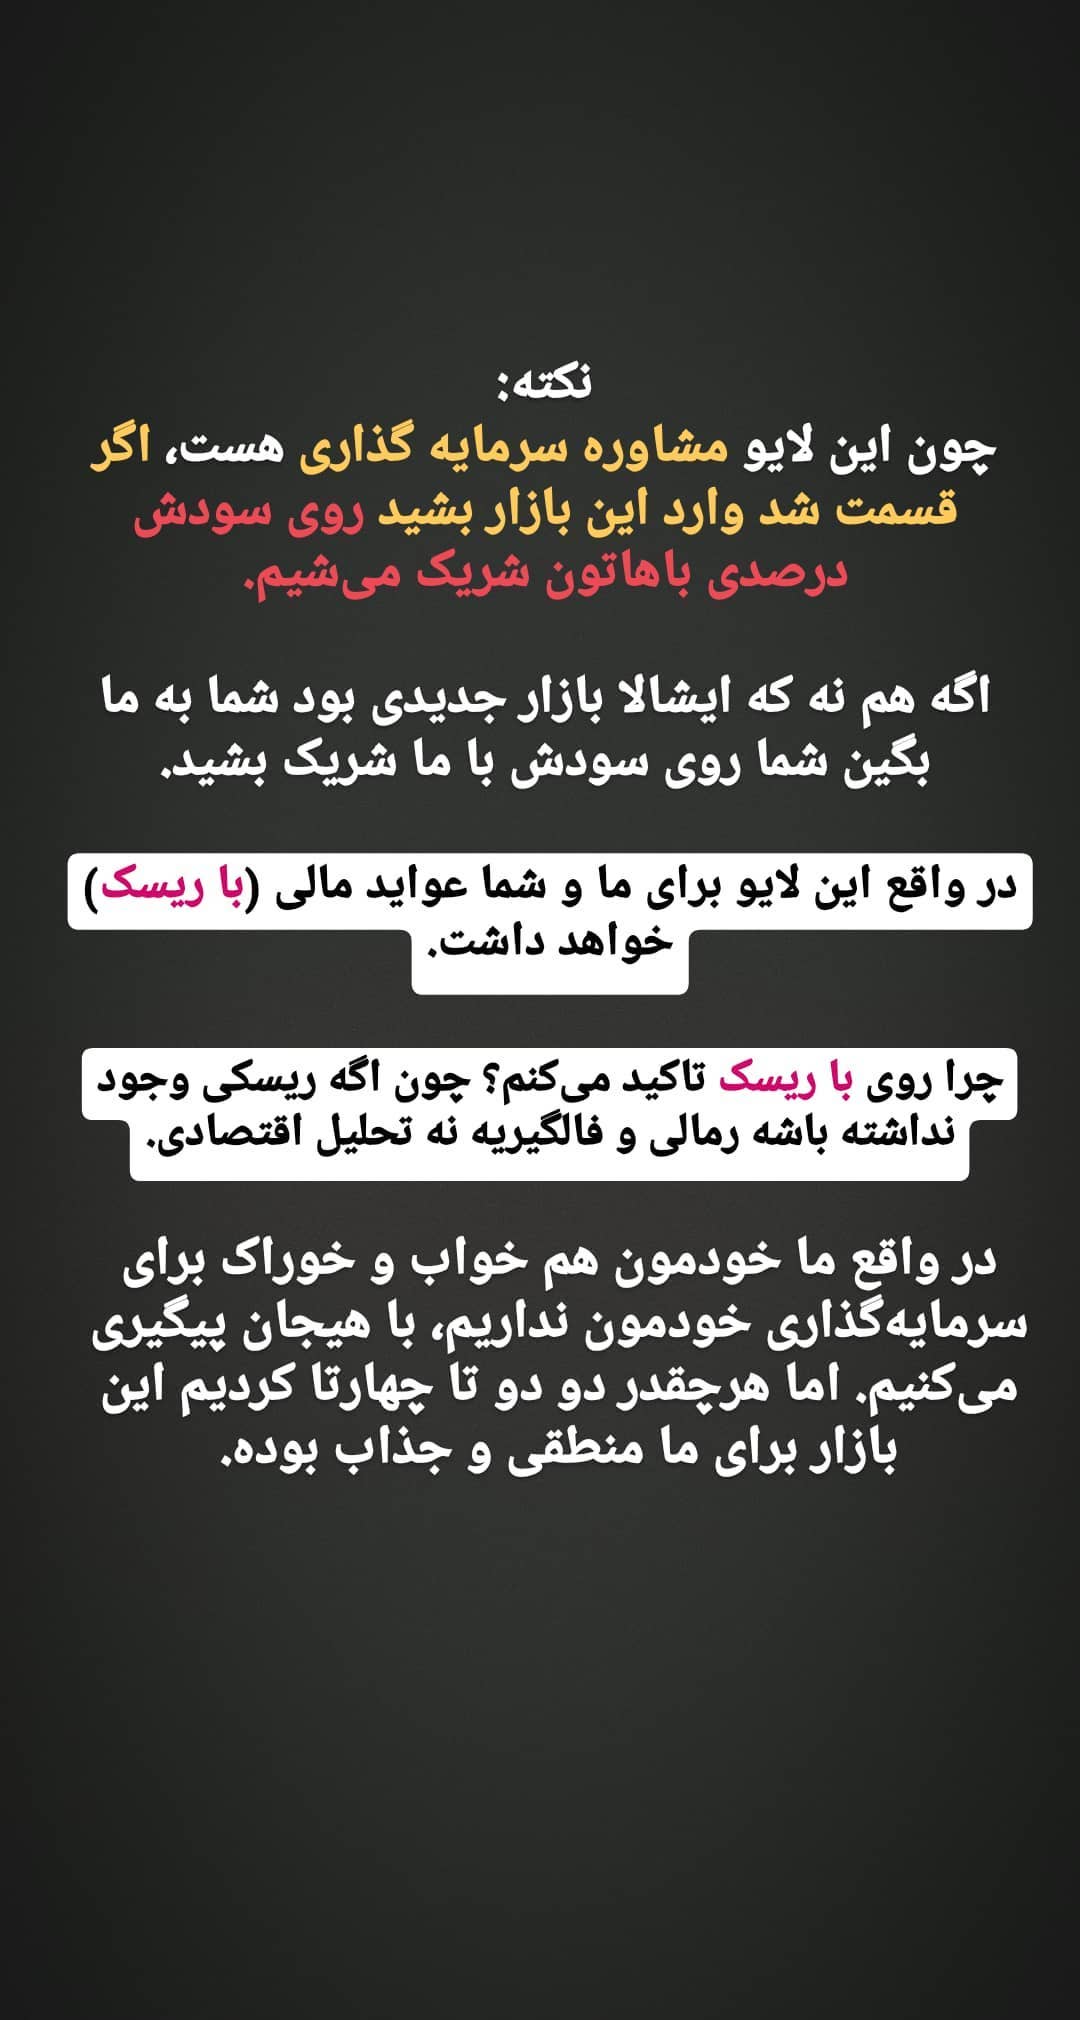 نکته:
چون این لایو مشاوره سرمایه گذاری هست، اگر
قسمت شد وارد این بازار بشید روی سودش
درصدی باهاتون شریک می‌شیم.
اگه هم نه که ایشالا بازار جدیدی بود شما به ما
بگین شما روی سودش با ما شریک بشید.
در واقع این لایو برای ما و شما عواید مالی (با ریسک)
خواهد داشت.
چرا روی با ریسک تاکید می‌کنم؟ چون اگه ریسکی وجود
نداشته باشه رمالی و فالگیریه نه تحلیل اقتصادی.
در واقع ما خودمون هم خواب و خوراک برای
سرمایه‌گذاری خودمون نداریم، با هیجان پیگیری
می‌کنیم. اما هرچقدر دو دو تا چهارتا کردیم این
بازار برای ما منطقی و جذاب بوده.